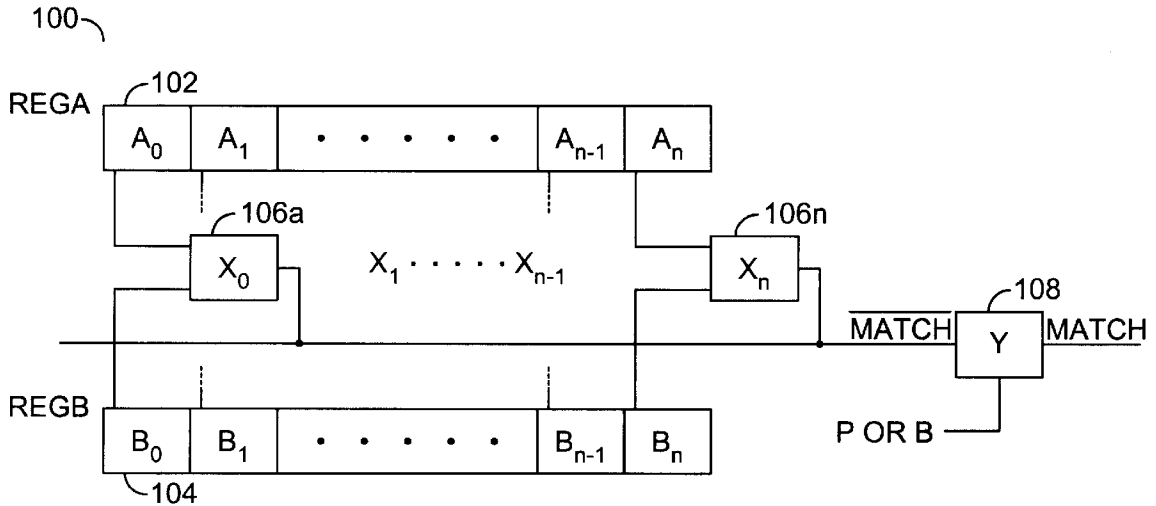 100
102
REGA
A₀ A₁ • • • • • Aₙ₋₁ Aₙ
106a 106n
X₀ X₁ · · · · · Xₙ₋₁ Xₙ
108
M̅A̅T̅C̅H̅ Y MATCH
REGB
P OR B
B₀ B₁ • • • • • Bₙ₋₁ Bₙ
104